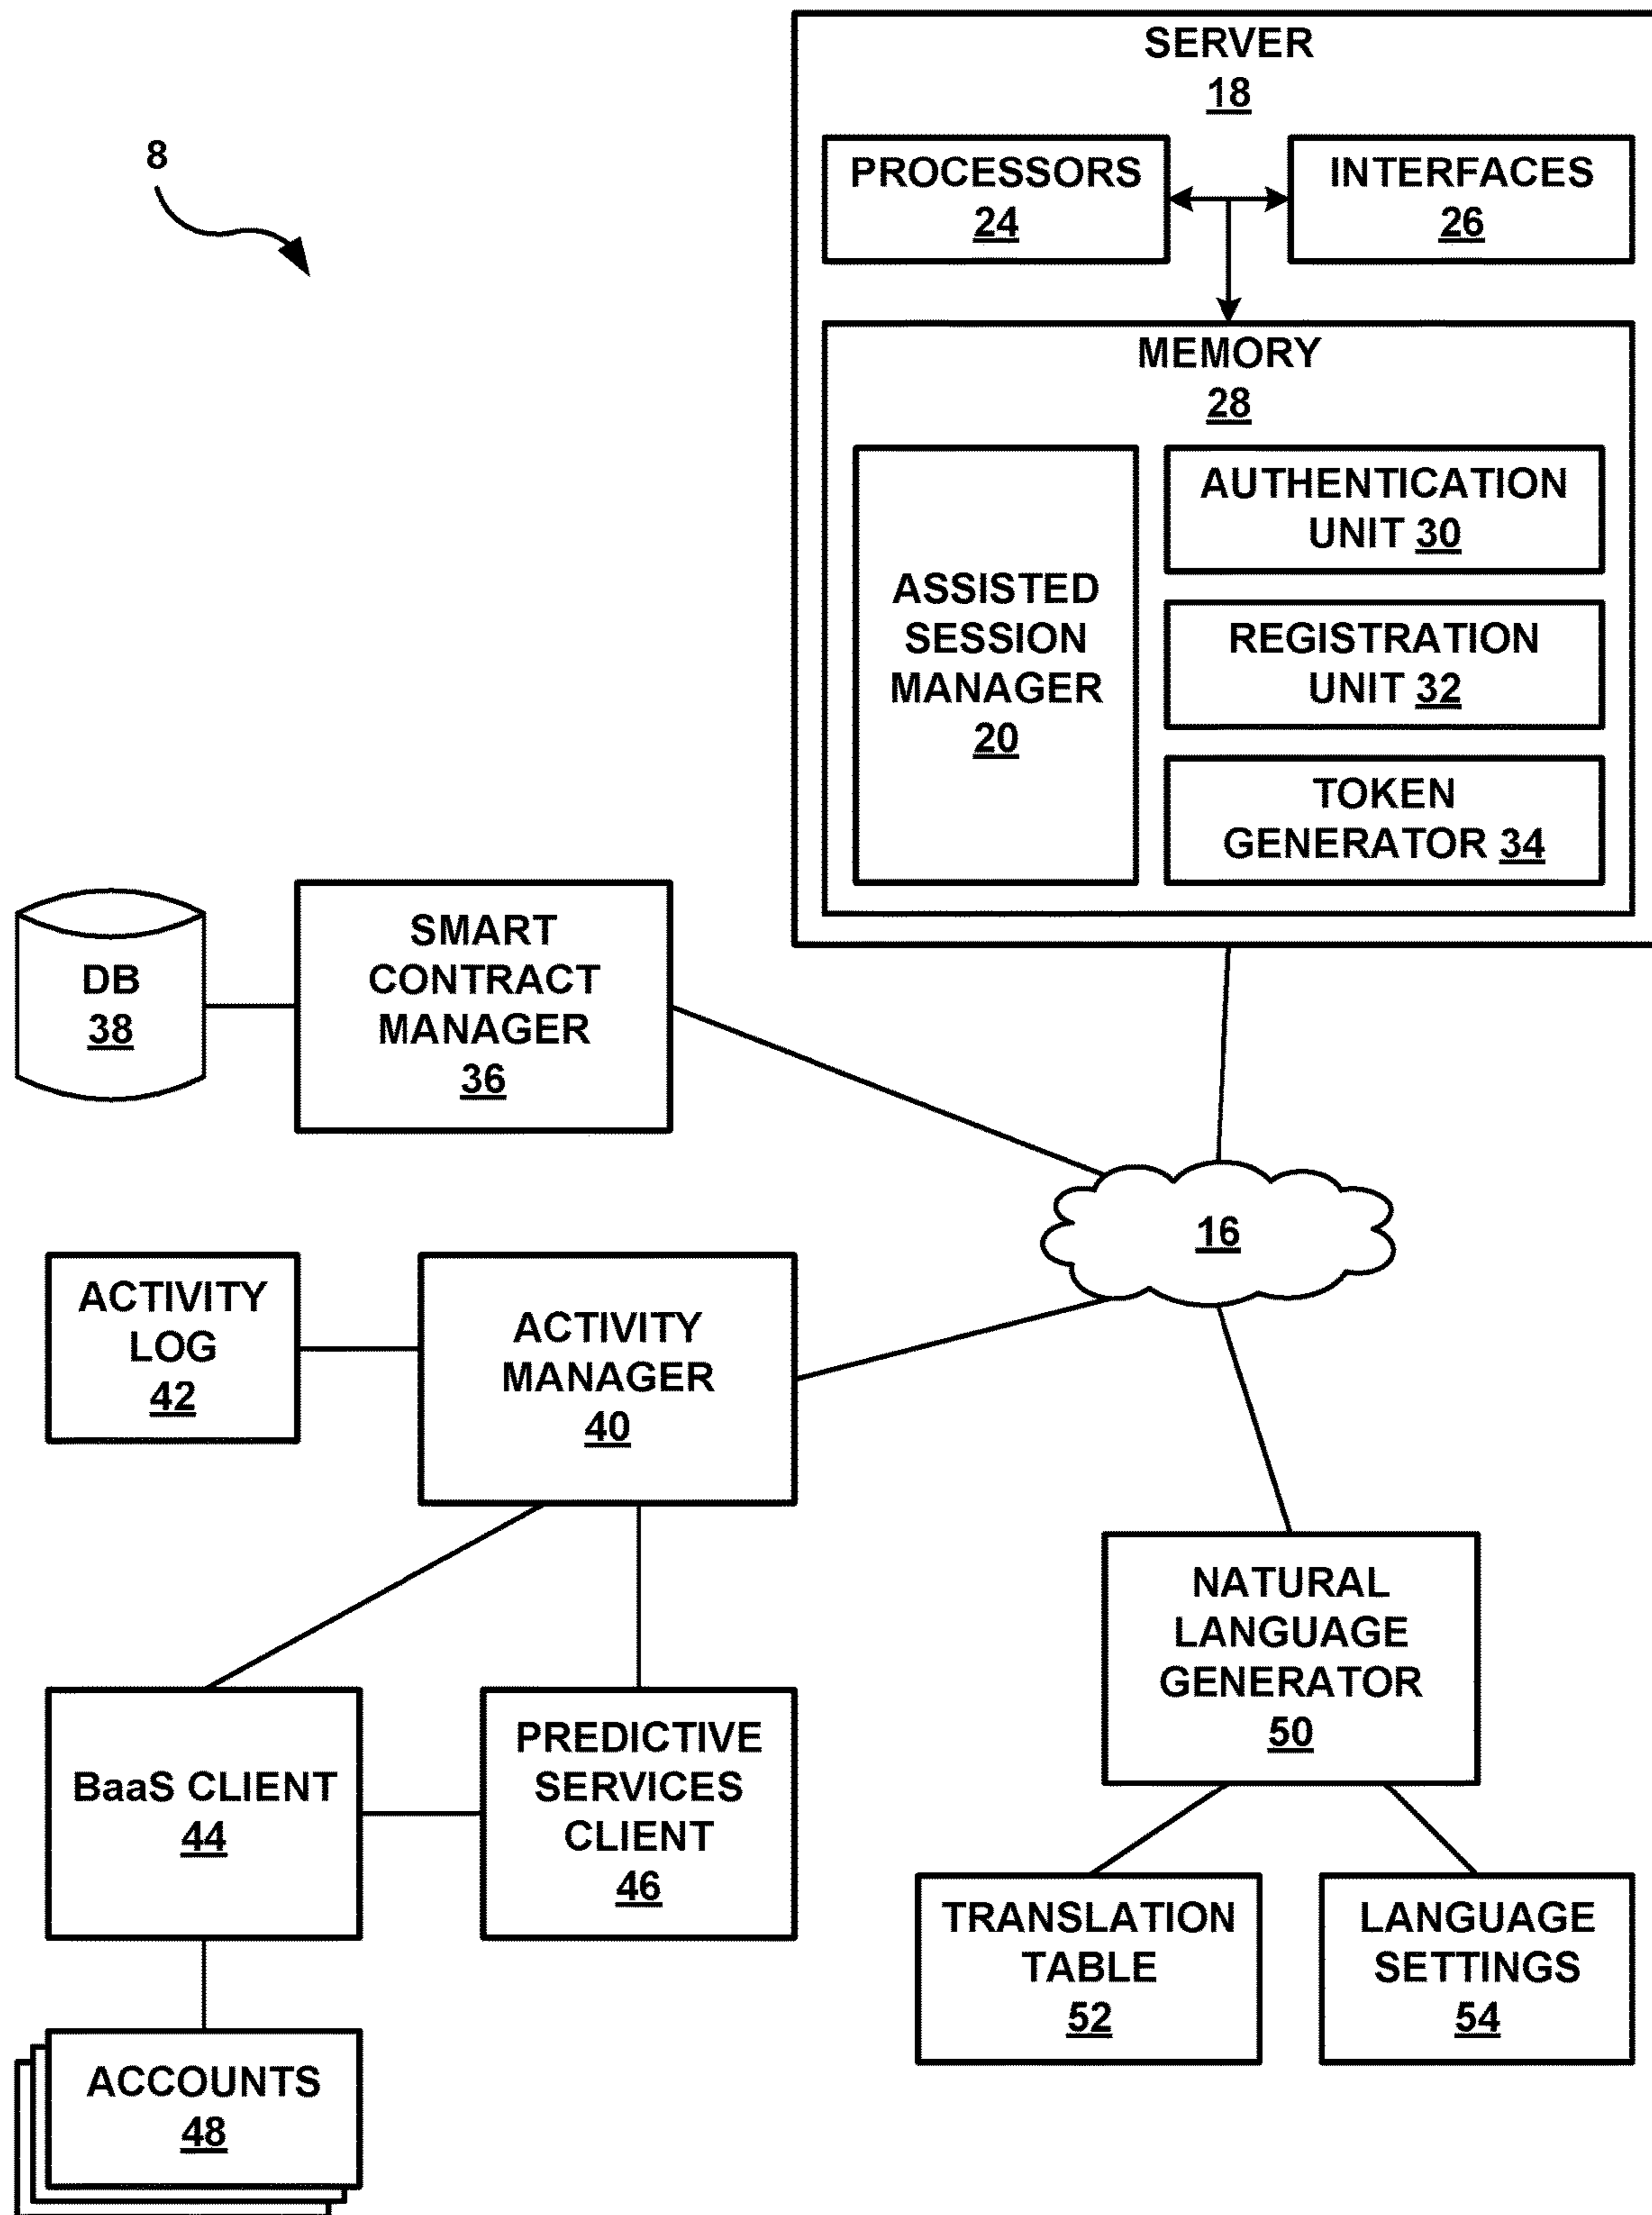 SERVER
18
8
PROCESSORS
24
INTERFACES
26
MEMORY
28
ASSISTED
SESSION
MANAGER
20
AUTHENTICATION
UNIT 30
REGISTRATION
UNIT 32
TOKEN
GENERATOR 34
DB
38
SMART
CONTRACT
MANAGER
36
16
ACTIVITY
LOG
42
ACTIVITY
MANAGER
40
NATURAL
LANGUAGE
GENERATOR
50
BaaS CLIENT
44
PREDICTIVE
SERVICES
CLIENT
46
TRANSLATION
TABLE
52
LANGUAGE
SETTINGS
54
ACCOUNTS
48